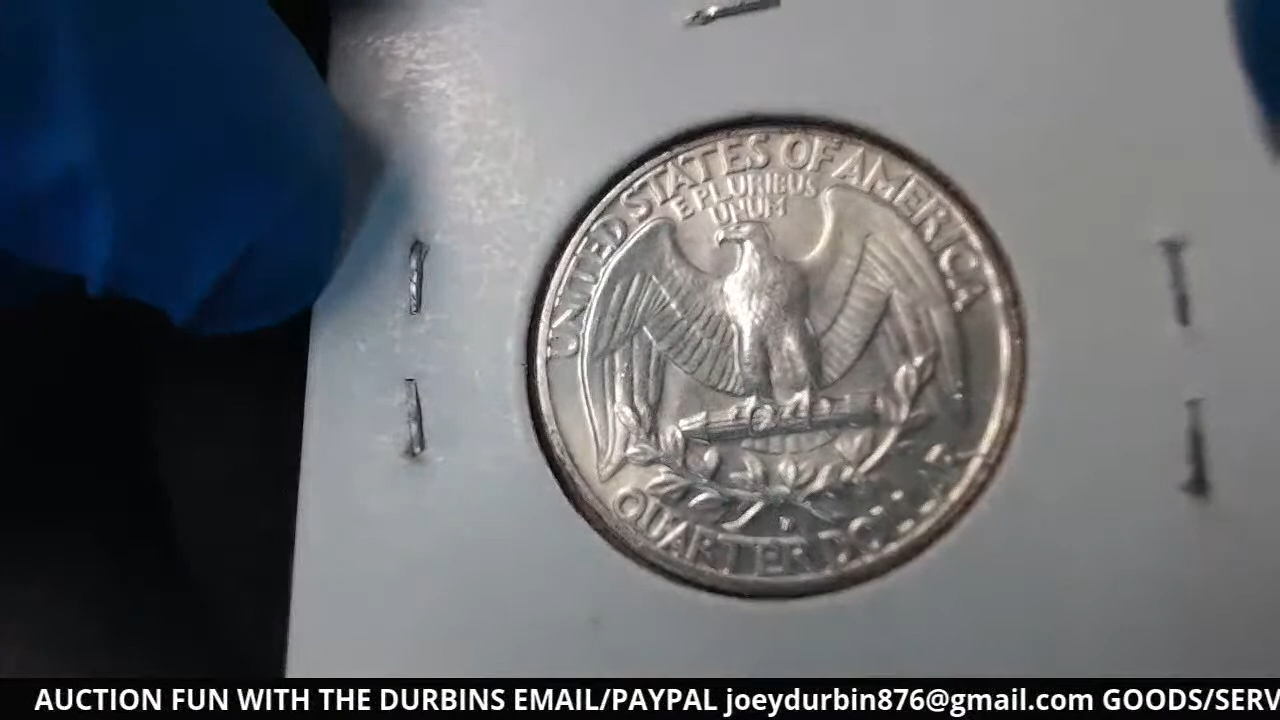 UNITED STATES OF AMERICA
E PLURIBUS
UNUM
QUARTER DOLL
AUCTION FUN WITH THE DURBINS EMAIL/PAYPAL joeydurbin876@gmail.com GOODS/SERV